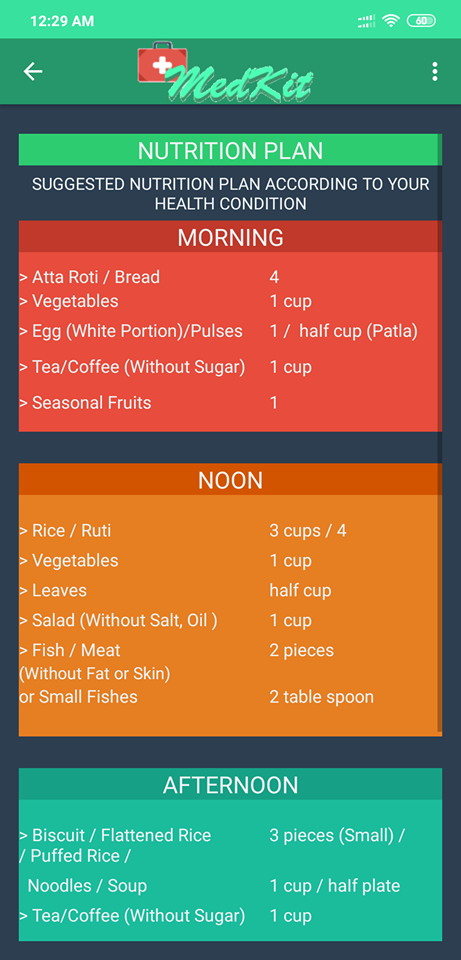 12:29 AM
60
MedKit
NUTRITION PLAN
SUGGESTED NUTRITION PLAN ACCORDING TO YOUR
HEALTH CONDITION
MORNING
> Atta Roti / Bread 4
> Vegetables 1 cup
> Egg (White Portion)/Pulses 1 / half cup (Patla)
> Tea/Coffee (Without Sugar) 1 cup
> Seasonal Fruits 1
NOON
> Rice / Ruti 3 cups / 4
> Vegetables 1 cup
> Leaves half cup
> Salad (Without Salt, Oil ) 1 cup
> Fish / Meat 2 pieces
(Without Fat or Skin)
or Small Fishes 2 table spoon
AFTERNOON
> Biscuit / Flattened Rice 3 pieces (Small) /
/ Puffed Rice /
Noodles / Soup 1 cup / half plate
> Tea/Coffee (Without Sugar) 1 cup